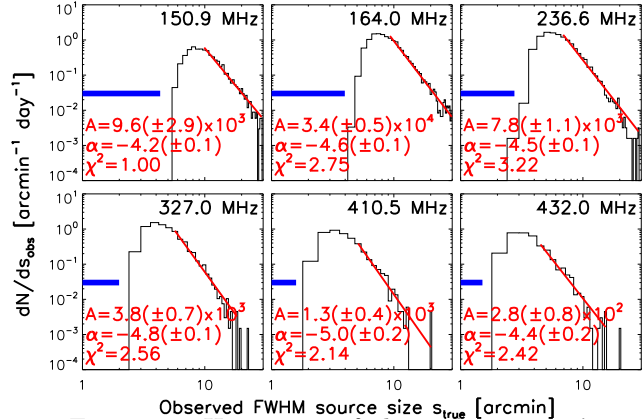 150.9 MHz
A=9.6(±2.9)×10³
α=−4.2(±0.1)
χ²=1.00
164.0 MHz
A=3.4(±0.5)×10⁴
α=−4.6(±0.1)
χ²=2.75
236.6 MHz
A=7.8(±1.1)×10³
α=−4.5(±0.1)
χ²=3.22
327.0 MHz
A=3.8(±0.7)×10³
α=−4.8(±0.1)
χ²=2.56
410.5 MHz
A=1.3(±0.4)×10³
α=−5.0(±0.2)
χ²=2.14
432.0 MHz
A=2.8(±0.8)×10²
α=−4.4(±0.2)
χ²=2.42
10¹
10⁰
10⁻¹
10⁻²
10⁻³
10⁻⁴
10¹
10⁰
10⁻¹
10⁻²
10⁻³
10⁻⁴
1 10 1 10 1 10
dN/ds_obs [arcmin⁻¹ day⁻¹]
Observed FWHM source size s_true [arcmin]